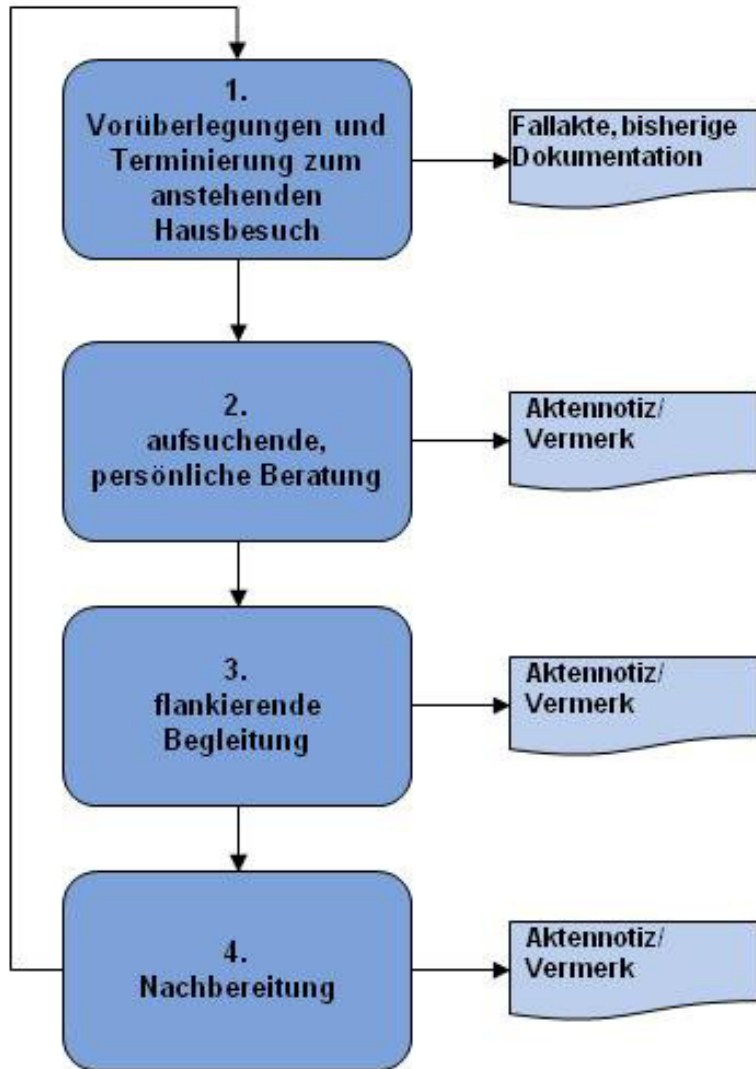 1.
Vorüberlegungen und
Terminierung zum
anstehenden
Hausbesuch
Fallakte, bisherige
Dokumentation
2.
aufsuchende,
persönliche Beratung
Aktennotiz/
Vermerk
3.
flankierende
Begleitung
Aktennotiz/
Vermerk
4.
Nachbereitung
Aktennotiz/
Vermerk